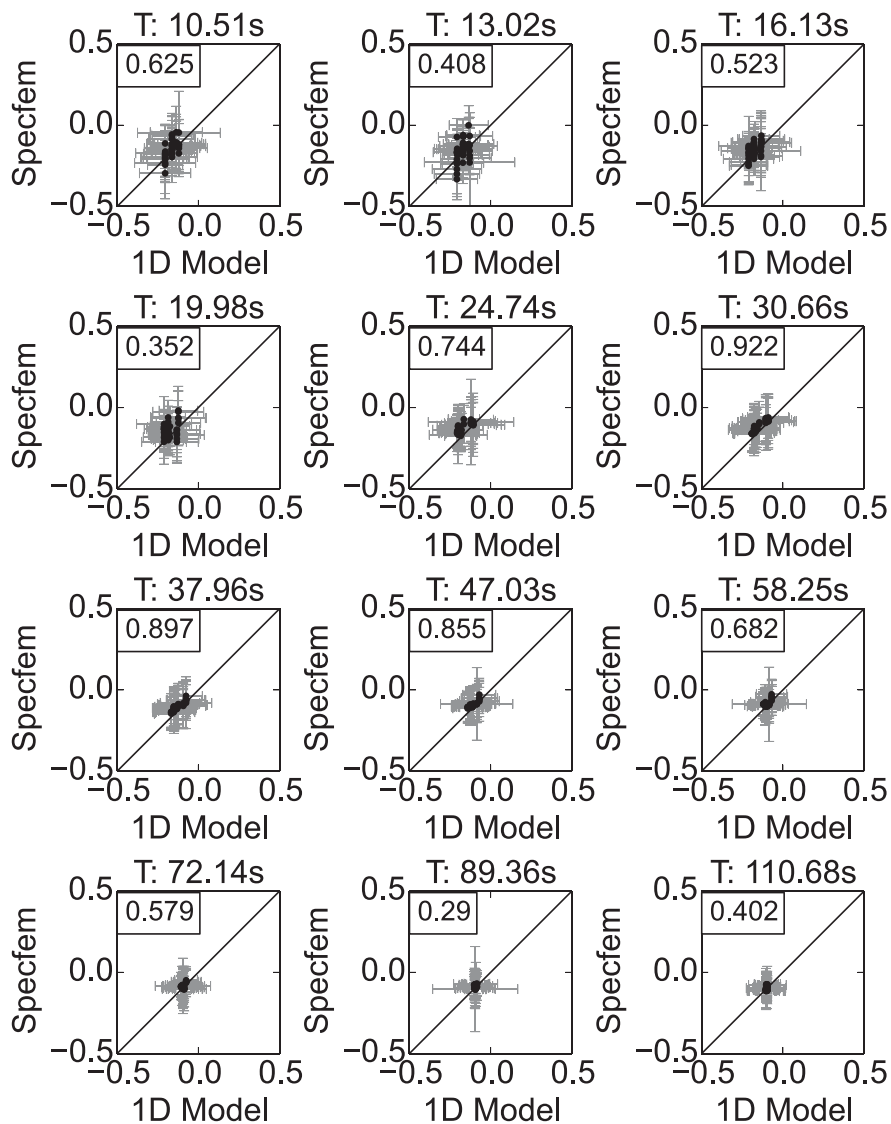 T: 10.51s
T: 13.02s
T: 16.13s
0.5
0.625
0.5
0.408
0.5
0.523
Specfem
0.0
Specfem
0.0
Specfem
0.0
−0.5
−0.5
−0.5
−0.5 0.0 0.5
−0.5 0.0 0.5
−0.5 0.0 0.5
1D Model
1D Model
1D Model
T: 19.98s
T: 24.74s
T: 30.66s
0.5
0.352
0.5
0.744
0.5
0.922
Specfem
0.0
Specfem
0.0
Specfem
0.0
−0.5
−0.5
−0.5
−0.5 0.0 0.5
−0.5 0.0 0.5
−0.5 0.0 0.5
1D Model
1D Model
1D Model
T: 37.96s
T: 47.03s
T: 58.25s
0.5
0.897
0.5
0.855
0.5
0.682
Specfem
0.0
Specfem
0.0
Specfem
0.0
−0.5
−0.5
−0.5
−0.5 0.0 0.5
−0.5 0.0 0.5
−0.5 0.0 0.5
1D Model
1D Model
1D Model
T: 72.14s
T: 89.36s
T: 110.68s
0.5
0.579
0.5
0.29
0.5
0.402
Specfem
0.0
Specfem
0.0
Specfem
0.0
−0.5
−0.5
−0.5
−0.5 0.0 0.5
−0.5 0.0 0.5
−0.5 0.0 0.5
1D Model
1D Model
1D Model